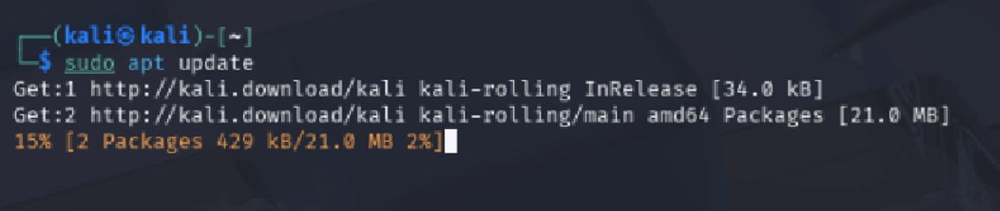 ┌──(kali㉿kali)-[~]
└─$ sudo apt update
Get:1 http://kali.download/kali kali-rolling InRelease [34.0 kB]
Get:2 http://kali.download/kali kali-rolling/main amd64 Packages [21.0 MB]
15% [2 Packages 429 kB/21.0 MB 2%]